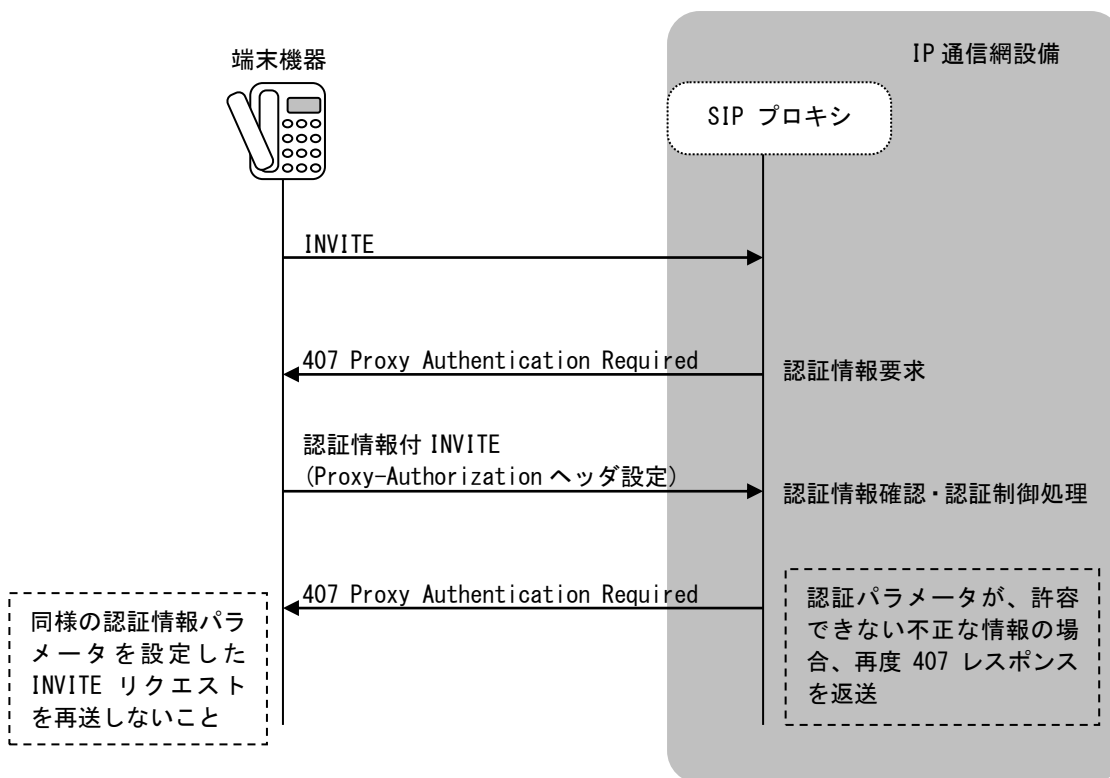 IP 通信網設備
端末機器
SIP プロキシ
INVITE
407 Proxy Authentication Required
認証情報要求
認証情報付 INVITE
(Proxy-Authorization ヘッダ設定)
認証情報確認・認証制御処理
407 Proxy Authentication Required
同様の認証情報パラ
メータを設定した
INVITE リクエスト
を再送しないこと
認証パラメータが、許容
できない不正な情報の場
合、再度 407 レスポンス
を返送